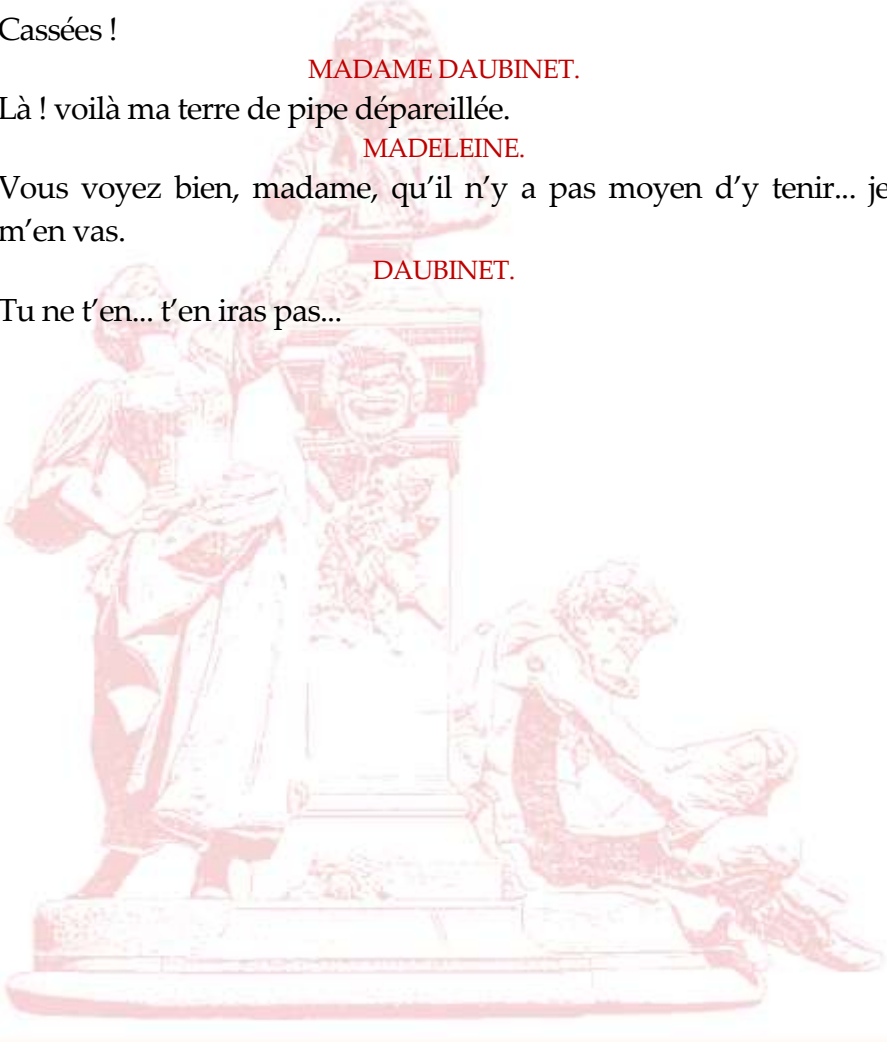 Cassées !
MADAME DAUBINET.
Là ! voilà ma terre de pipe dépareillée.
MADELEINE.
Vous voyez bien, madame, qu’il n’y a pas moyen d’y tenir... je
m’en vas.
DAUBINET.
Tu ne t’en... t’en iras pas...